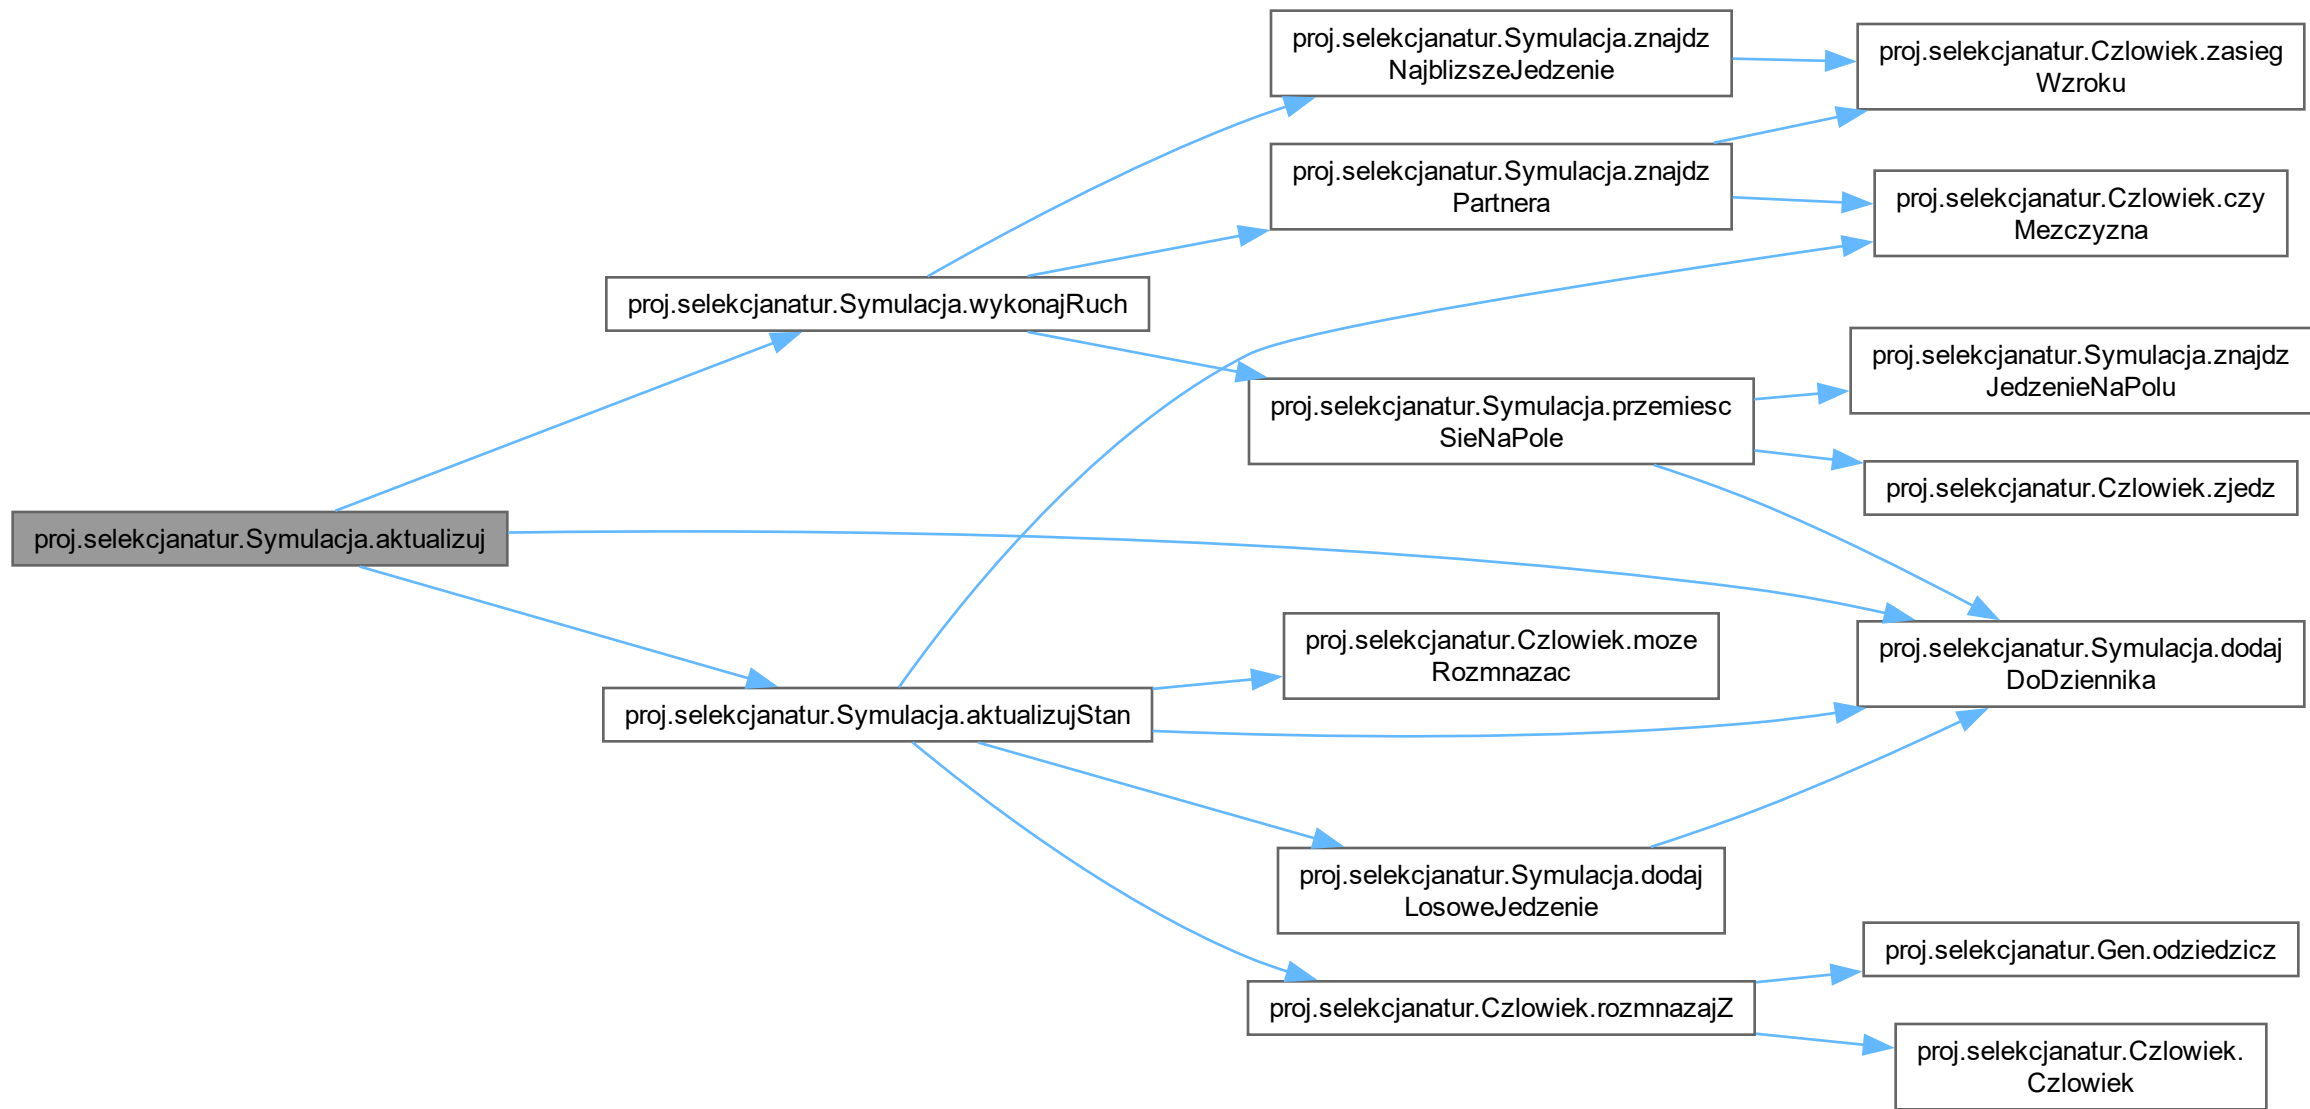 proj.selekcjanatur.Symulacja.aktualizuj
proj.selekcjanatur.Symulacja.wykonajRuch
proj.selekcjanatur.Symulacja.aktualizujStan
proj.selekcjanatur.Symulacja.znajdz
NajblizszeJedzenie
proj.selekcjanatur.Symulacja.znajdz
Partnera
proj.selekcjanatur.Symulacja.przemiesc
SieNaPole
proj.selekcjanatur.Czlowiek.moze
Rozmnazac
proj.selekcjanatur.Symulacja.dodaj
LosoweJedzenie
proj.selekcjanatur.Czlowiek.rozmnazajZ
proj.selekcjanatur.Czlowiek.zasieg
Wzroku
proj.selekcjanatur.Czlowiek.czy
Mezczyzna
proj.selekcjanatur.Symulacja.znajdz
JedzenieNaPolu
proj.selekcjanatur.Czlowiek.zjedz
proj.selekcjanatur.Symulacja.dodaj
DoDziennika
proj.selekcjanatur.Gen.odziedzicz
proj.selekcjanatur.Czlowiek.
Czlowiek